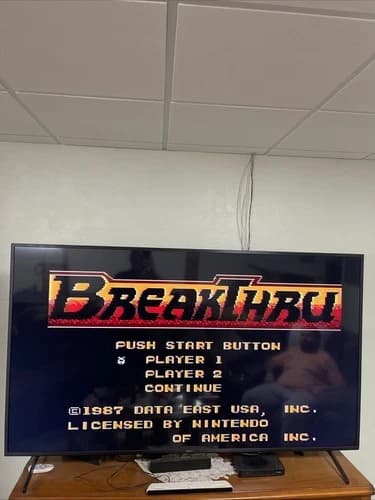 BREAKTHRU
PUSH START BUTTON
PLAYER 1
PLAYER 2
CONTINUE
©1987 DATA EAST USA, INC.
LICENSED BY NINTENDO
OF AMERICA INC.